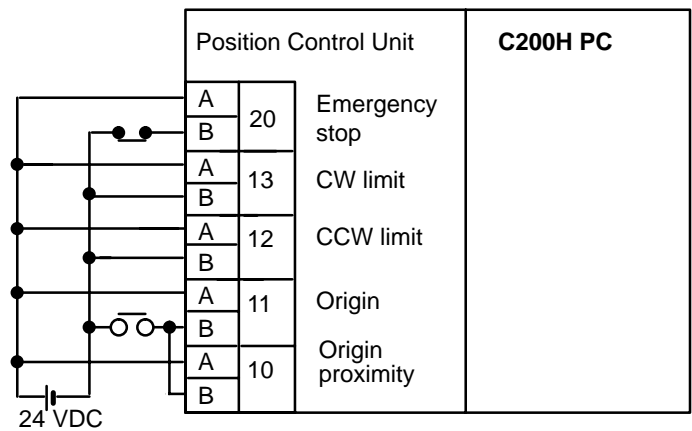 Position Control Unit
C200H PC
A
20
Emergency
stop
B
A
13
CW limit
B
A
12
CCW limit
B
A
11
Origin
B
A
10
Origin
proximity
B
24 VDC